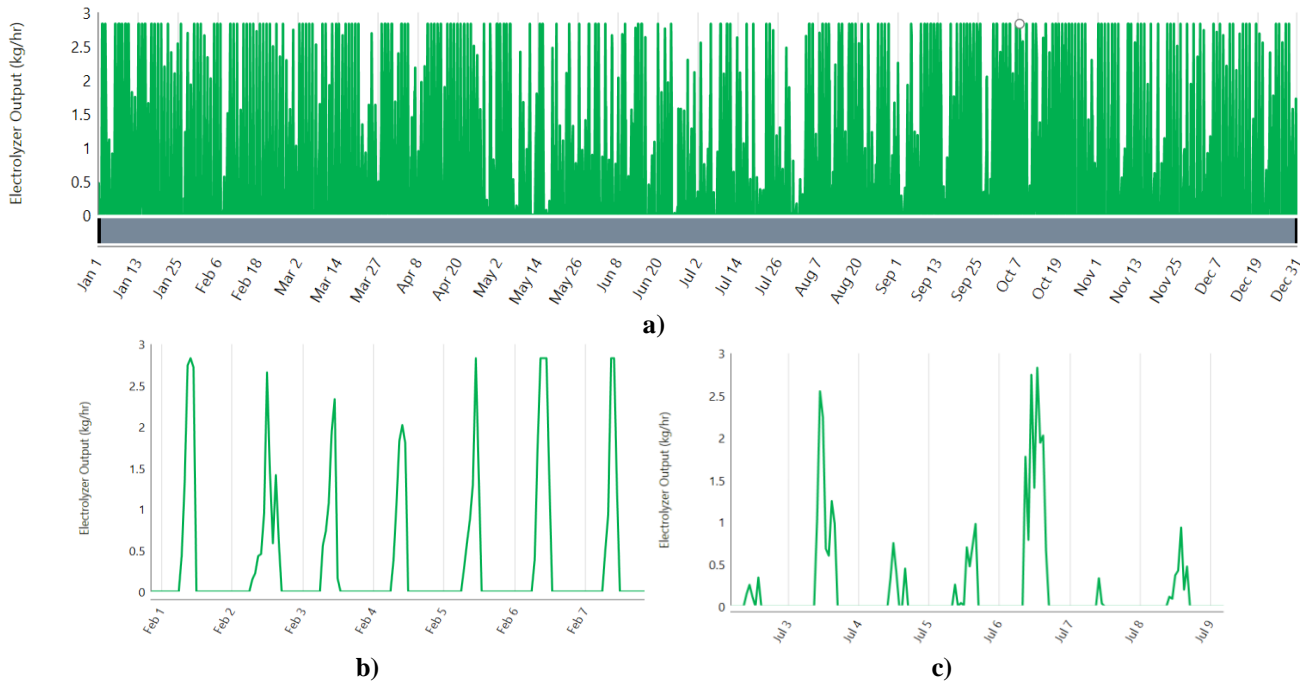 Electrolyzer Output (kg/hr)
3
2.5
2
1.5
1
0.5
0
Jan 1
Jan 13
Jan 25
Feb 6
Feb 18
Mar 2
Mar 14
Mar 27
Apr 8
Apr 20
May 2
May 14
May 26
Jun 8
Jun 20
Jul 2
Jul 14
Jul 26
Aug 7
Aug 20
Sep 1
Sep 13
Sep 25
Oct 7
Oct 19
Nov 1
Nov 13
Nov 25
Dec 7
Dec 19
Dec 31
a)
Electrolyzer Output (kg/hr)
3
2.5
2
1.5
1
0.5
0
Feb 1
Feb 2
Feb 3
Feb 4
Feb 5
Feb 6
Feb 7
b)
Electrolyzer Output (kg/hr)
3
2.5
2
1.5
1
0.5
0
Jul 3
Jul 4
Jul 5
Jul 6
Jul 7
Jul 8
Jul 9
c)